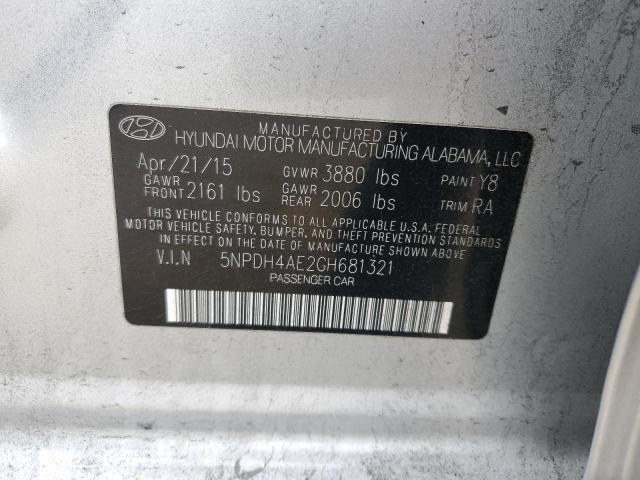 MANUFACTURED BY
HYUNDAI MOTOR MANUFACTURING ALABAMA, LLC
Apr/21/15 GVWR 3880 lbs PAINT Y8
GAWR FRONT 2161 lbs GAWR REAR 2006 lbs TRIM RA
THIS VEHICLE CONFORMS TO ALL APPLICABLE U.S.A. FEDERAL
MOTOR VEHICLE SAFETY, BUMPER, AND THEFT PREVENTION STANDARDS
IN EFFECT ON THE DATE OF MANUFACTURE SHOWN ABOVE.
V.I.N 5NPDH4AE2GH681321
PASSENGER CAR